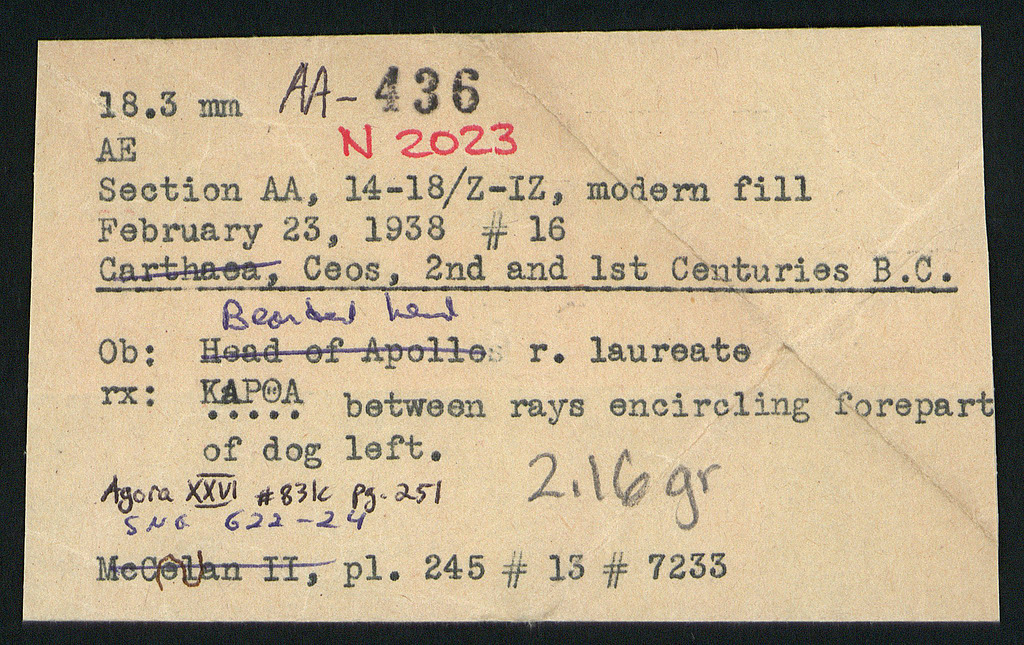 18.3 mm AA-436
AE N 2023
Section AA, 14-18/Z-IZ, modern fill
February 23, 1938 # 16
Carthaea, Ceos, 2nd and 1st Centuries B.C.
Bearded head
Ob: Head of Apollo r. laureate
rx: ΚΑΡΘΑ between rays encircling forepart
of dog left.
2.16 gr
Agora XXVI #831c pg. 251
SNG 622-24
McClelan II, pl. 245 # 13 # 7233